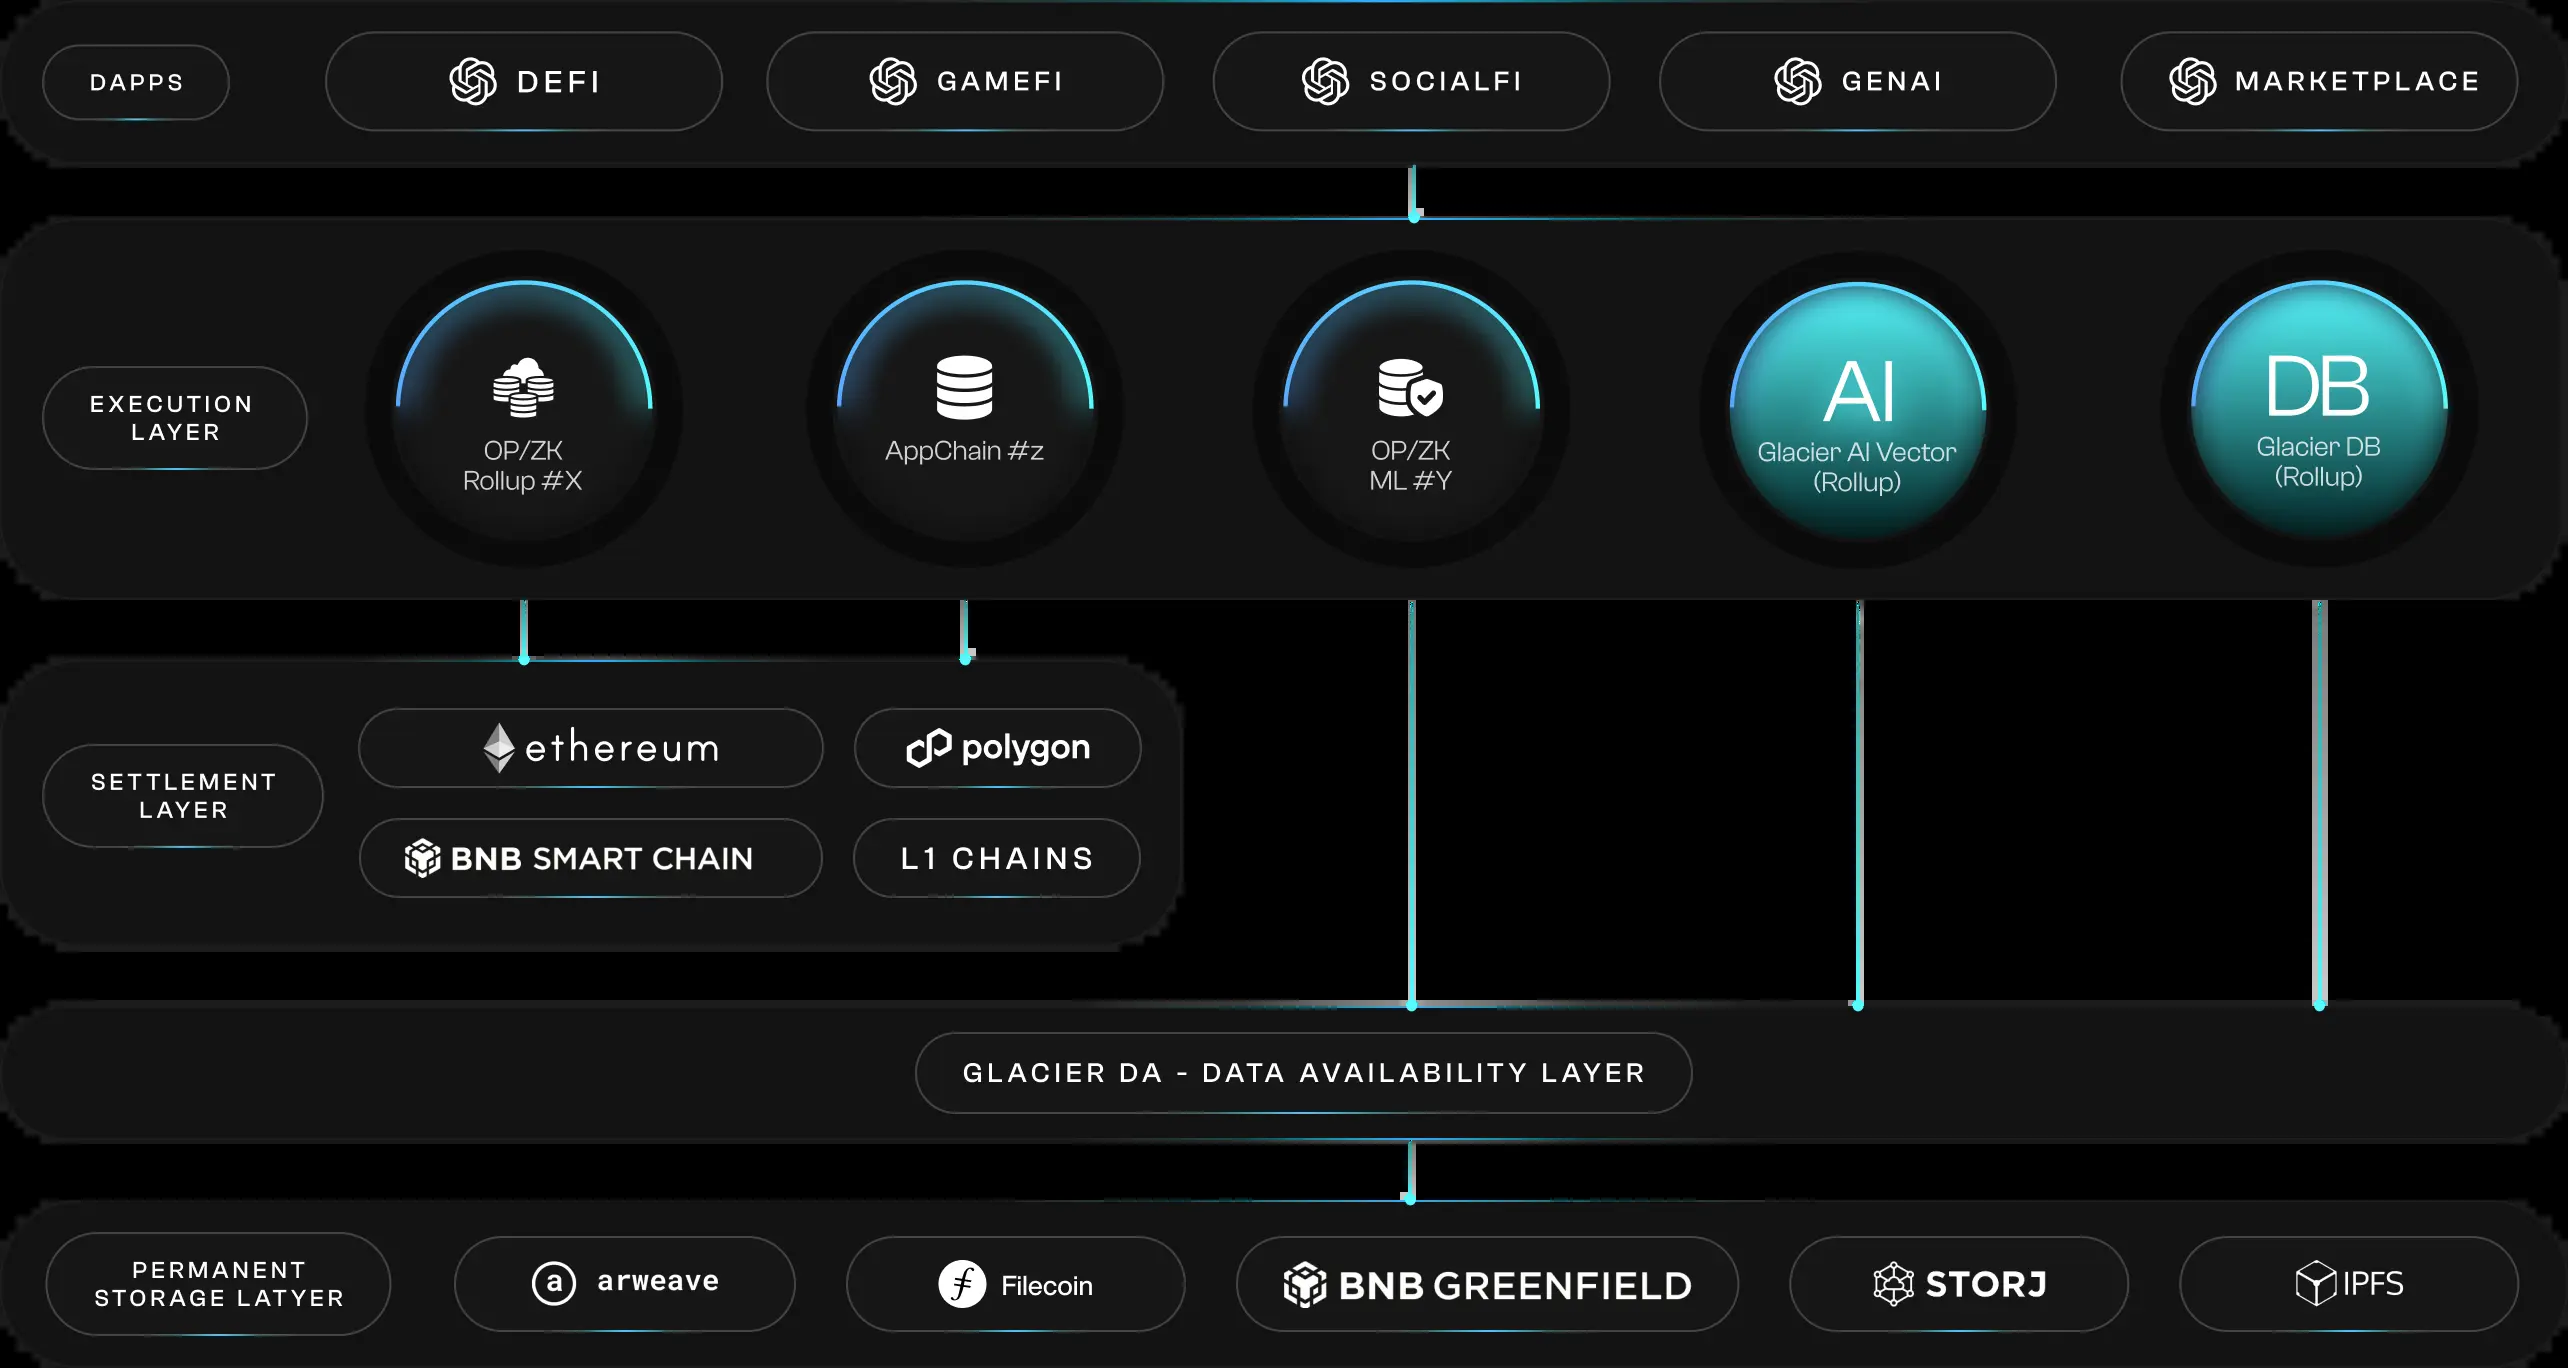 DAPPS
DEFI
GAMEFI
SOCIALFI
GENAI
MARKETPLACE
EXECUTION
LAYER
OP/ZK
Rollup #X
AppChain #z
OP/ZK
ML #Y
AI
Glacier AI Vector
(Rollup)
DB
Glacier DB
(Rollup)
SETTLEMENT
LAYER
ethereum
polygon
BNB SMART CHAIN
L1 CHAINS
GLACIER DA - DATA AVAILABILITY LAYER
PERMANENT
STORAGE LATYER
a arweave
Filecoin
BNB GREENFIELD
STORJ
IPFS